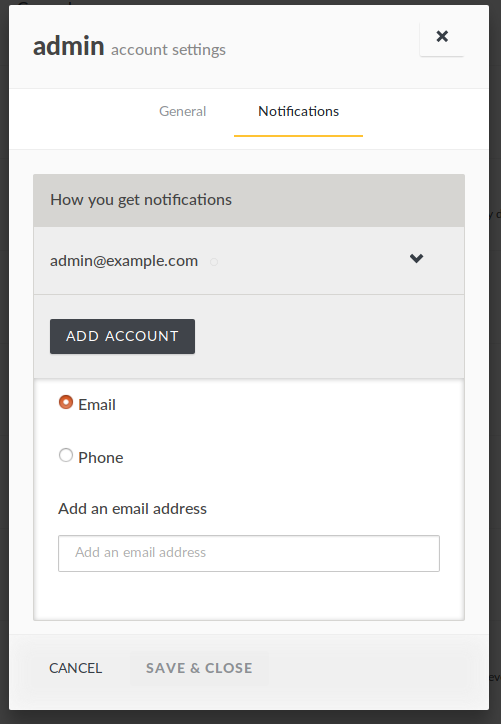 admin account settings
General Notifications
How you get notifications
admin@example.com
ADD ACCOUNT
Email
Phone
Add an email address
Add an email address
CANCEL SAVE & CLOSE